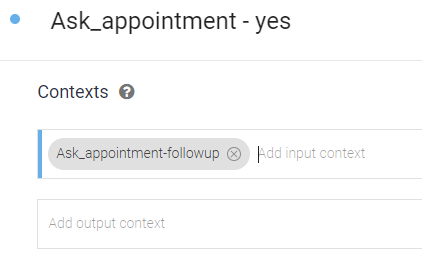 Ask_appointment - yes
Contexts ?
Ask_appointment-followup Add input context
Add output context